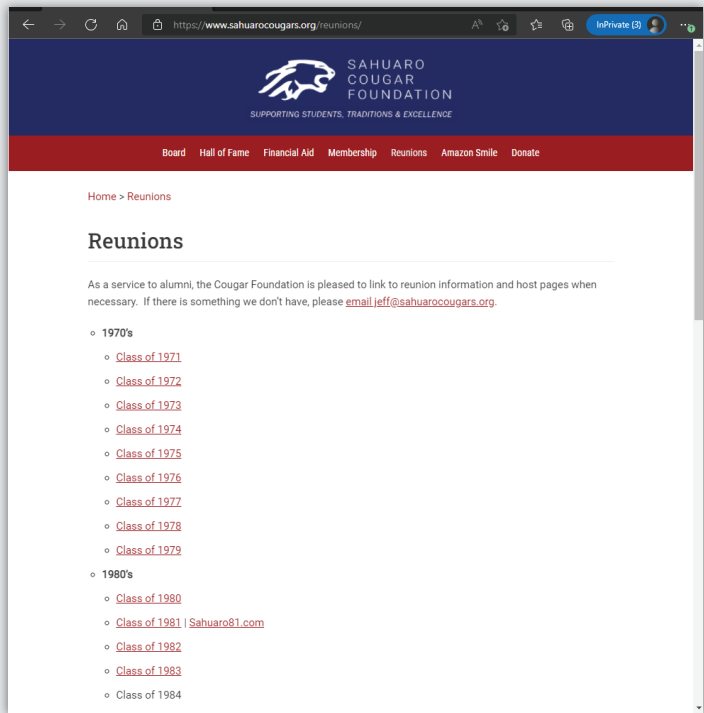 https://www.sahuarocougars.org/reunions/
InPrivate (3)
SAHUARO
COUGAR
FOUNDATION
SUPPORTING STUDENTS, TRADITIONS & EXCELLENCE
Board Hall of Fame Financial Aid Membership Reunions Amazon Smile Donate
Home > Reunions
Reunions
As a service to alumni, the Cougar Foundation is pleased to link to reunion information and host pages when
necessary. If there is something we don't have, please email jeff@sahuarocougars.org.
1970's
Class of 1971
Class of 1972
Class of 1973
Class of 1974
Class of 1975
Class of 1976
Class of 1977
Class of 1978
Class of 1979
1980's
Class of 1980
Class of 1981 | Sahuaro81.com
Class of 1982
Class of 1983
Class of 1984